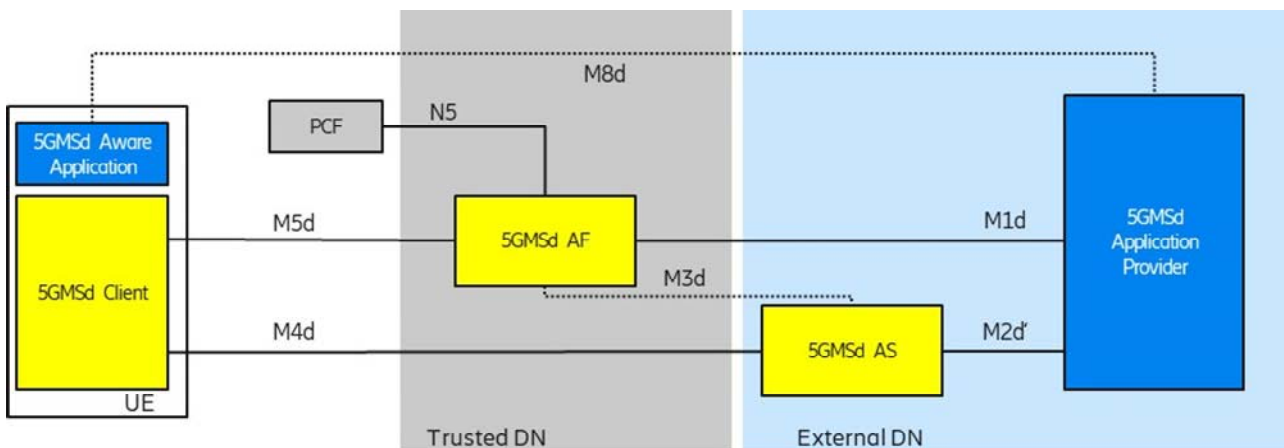 M8d
PCF
N5
5GMSd Aware
Application
M5d
5GMSd AF
M1d
5GMSd
Application
Provider
5GMSd Client
M3d
M4d
5GMSd AS
M2d'
UE
Trusted DN
External DN